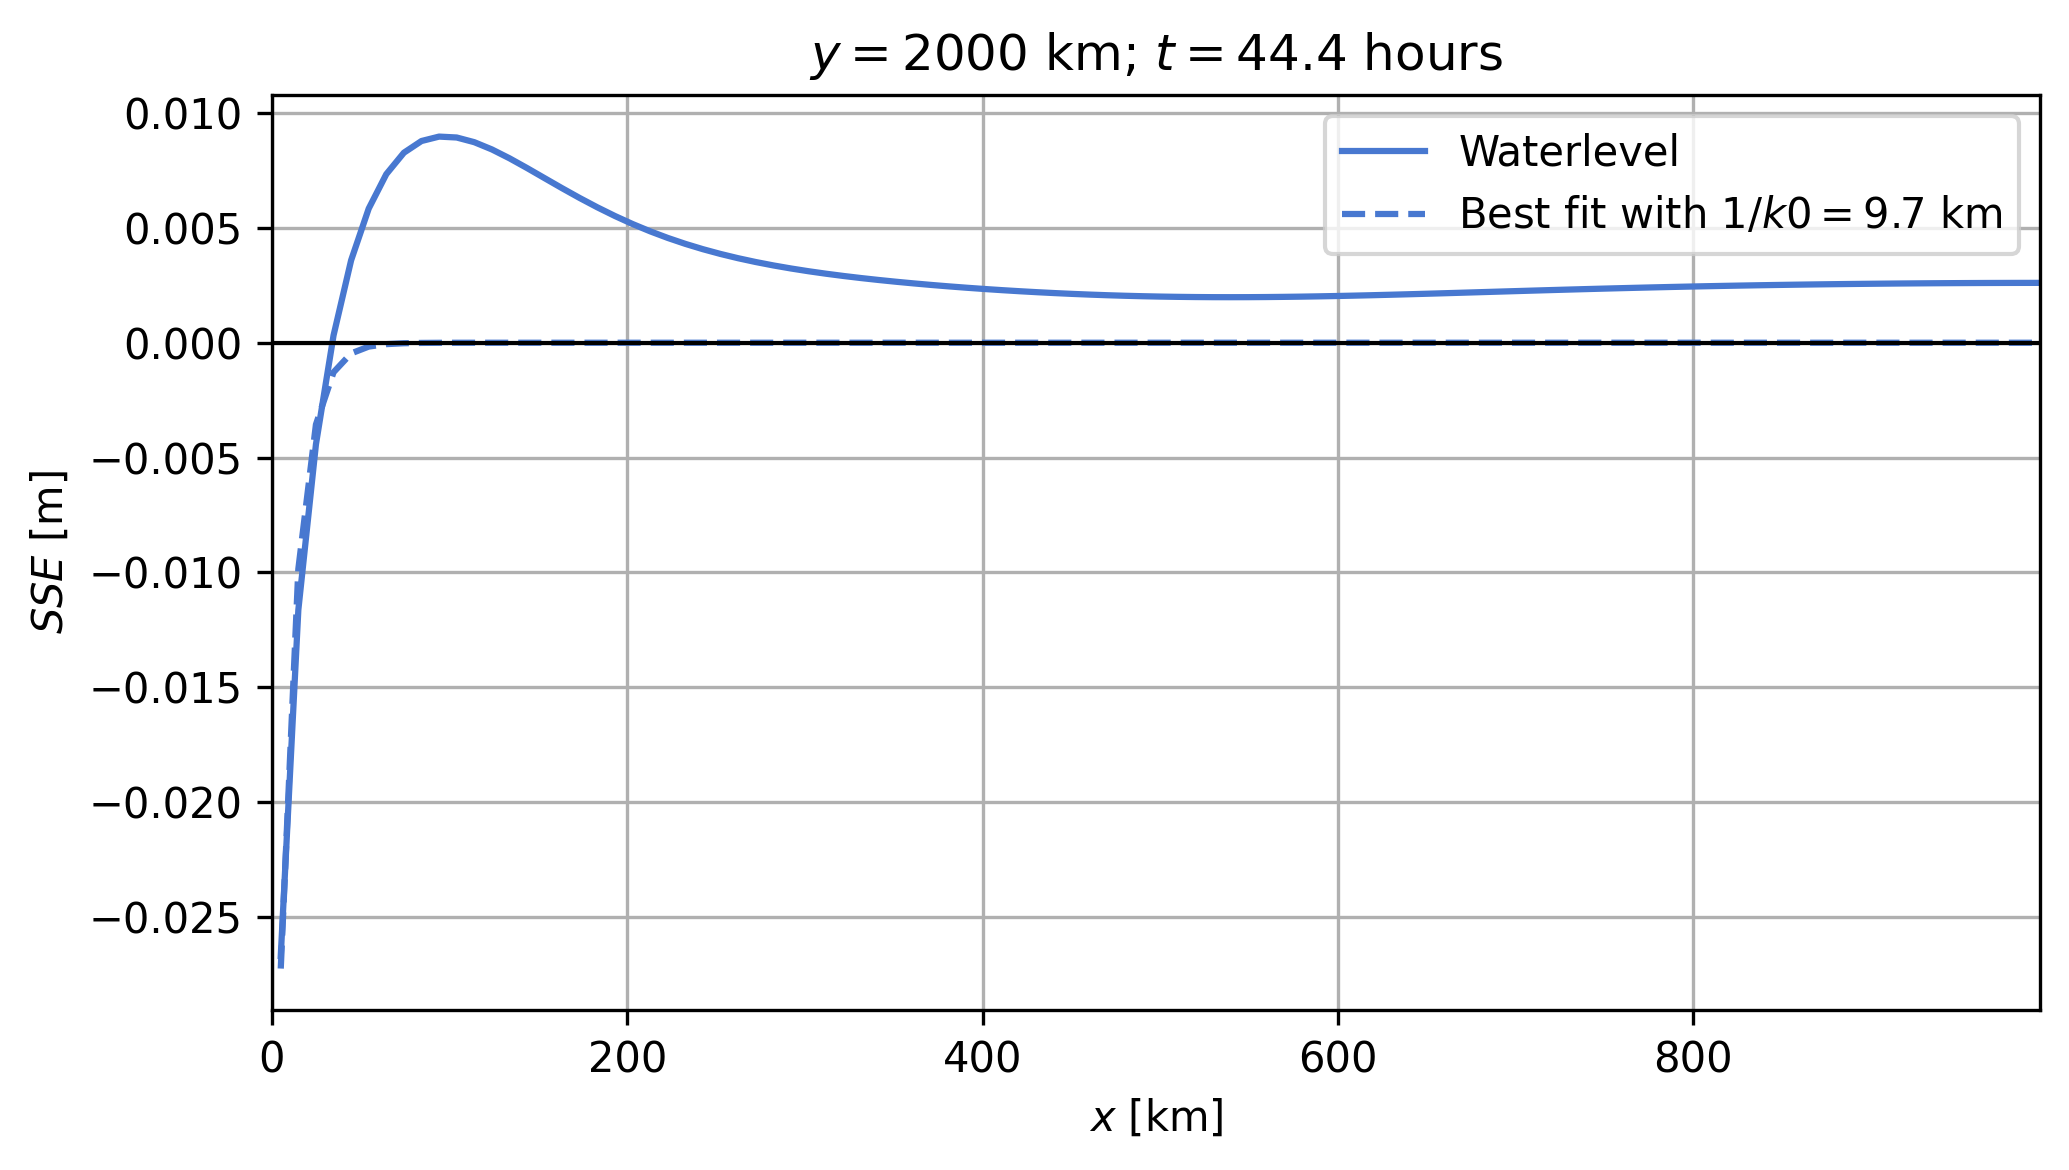 y = 2000 km; t = 44.4 hours
0.010
0.005
0.000
−0.005
−0.010
−0.015
−0.020
−0.025
SSE [m]
Waterlevel
Best fit with 1/k0 = 9.7 km
0 200 400 600 800
x [km]